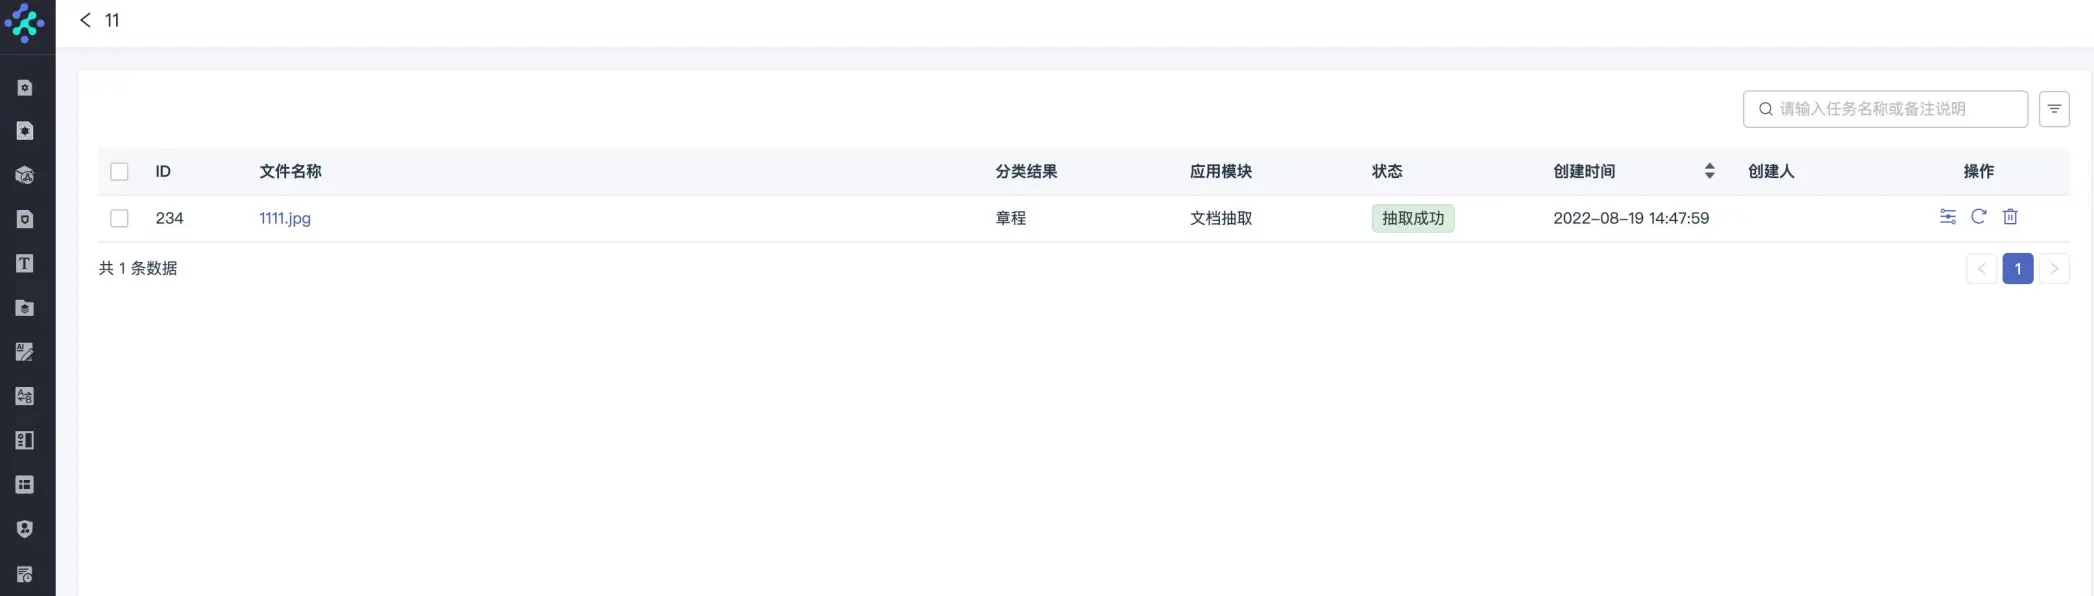 11
请输入任务名称或备注说明
ID 文件名称 分类结果 应用模块 状态 创建时间 创建人 操作
234 1111.jpg 章程 文档抽取 抽取成功 2022-08-19 14:47:59
共 1 条数据 < 1 >